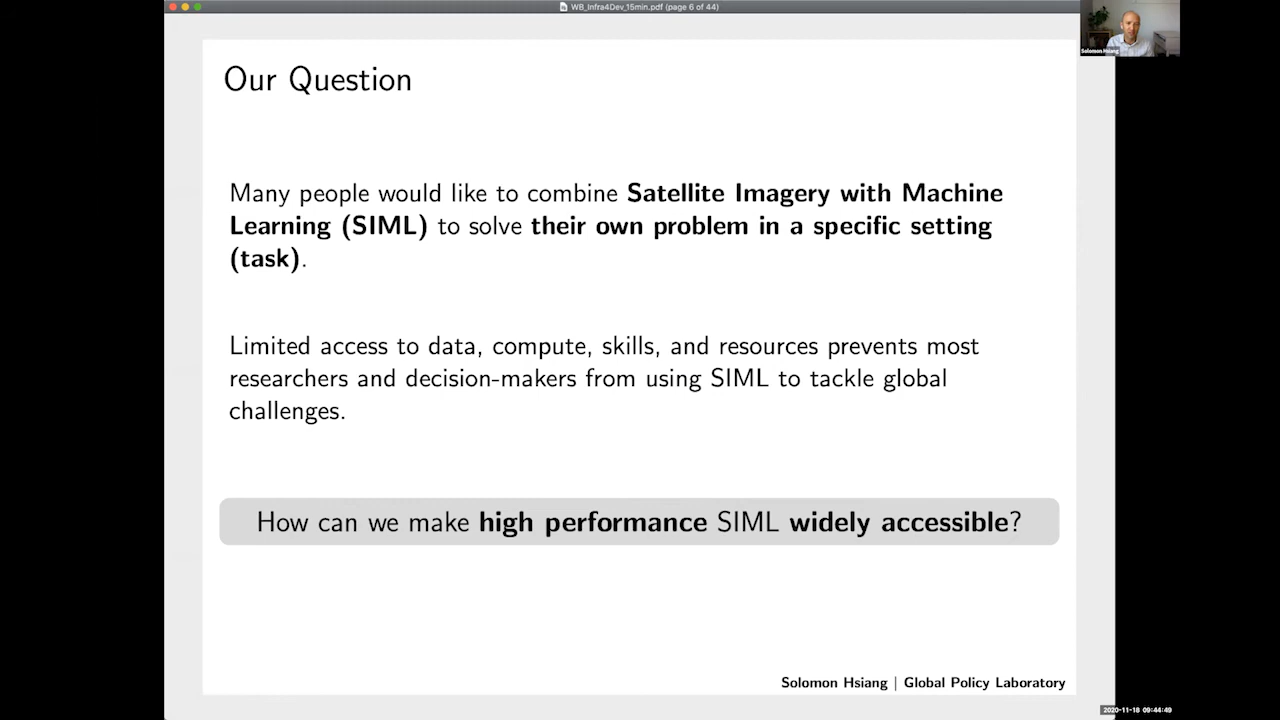 WB_Infra4Dev_15min.pdf (page 6 of 44)
Solomon Hsiang
Our Question
Many people would like to combine Satellite Imagery with Machine
Learning (SIML) to solve their own problem in a specific setting
(task).
Limited access to data, compute, skills, and resources prevents most
researchers and decision-makers from using SIML to tackle global
challenges.
How can we make high performance SIML widely accessible?
Solomon Hsiang | Global Policy Laboratory
2020-11-18 09:44:49